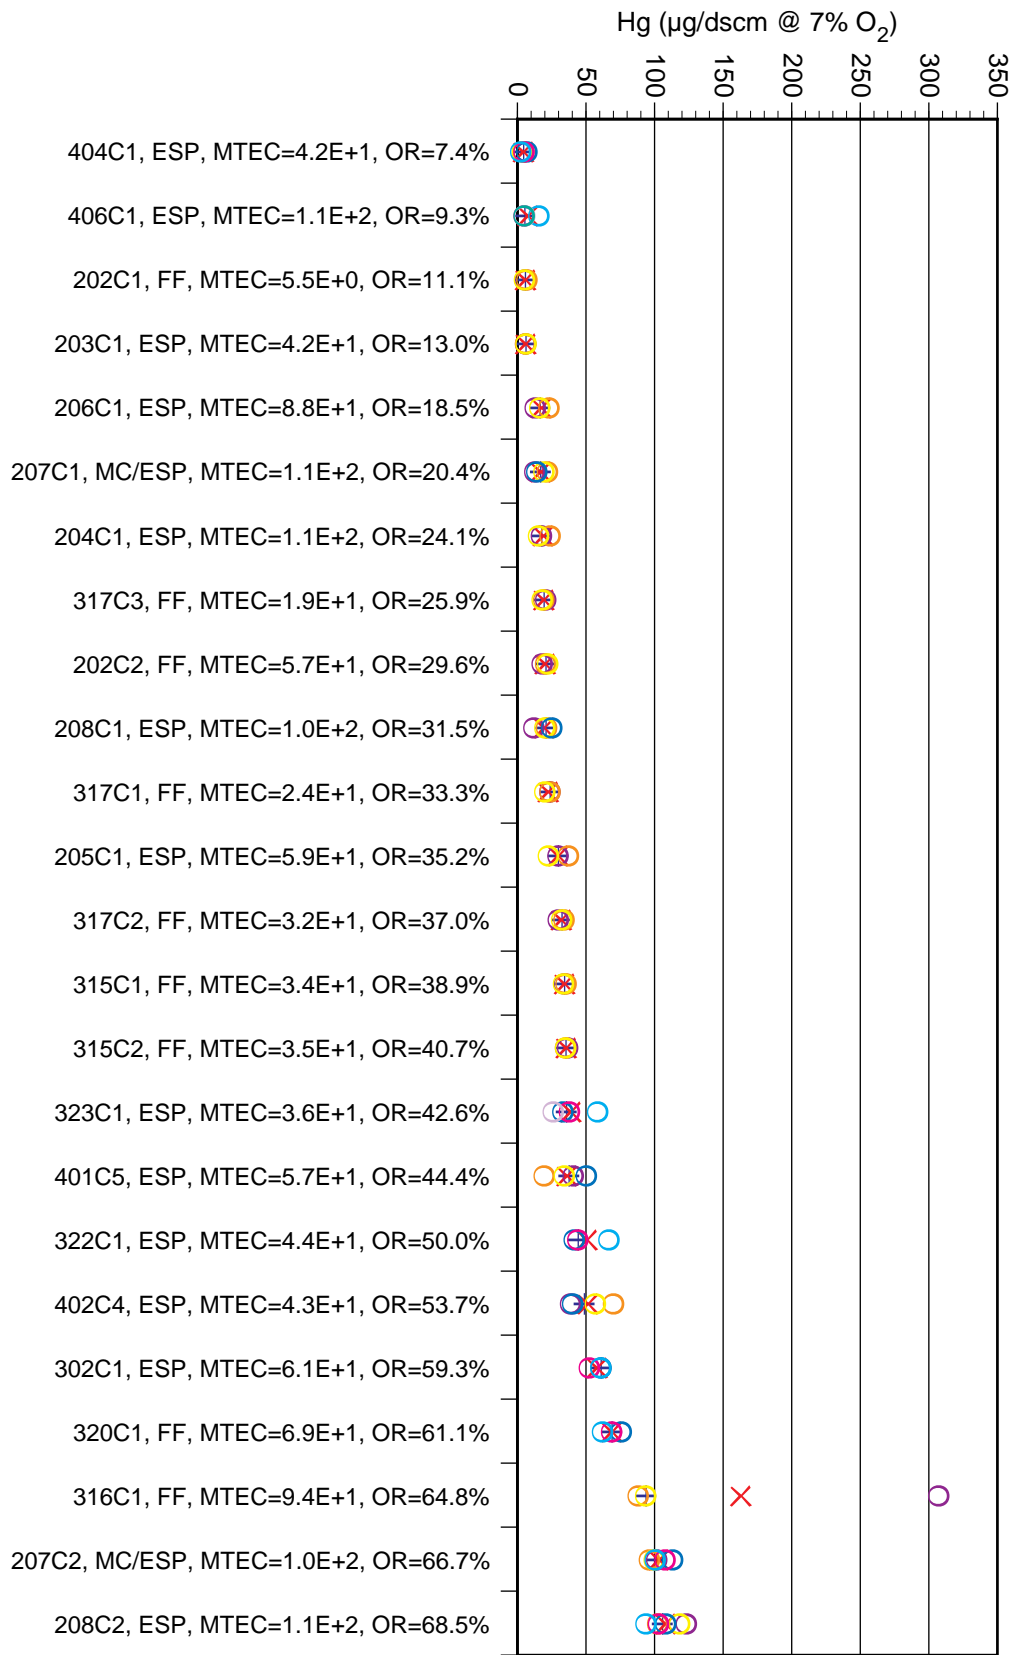 Hg (µg/dscm @ 7% O₂)
0 50 100 150 200 250 300 350
404C1, ESP, MTEC=4.2E+1, OR=7.4%
406C1, ESP, MTEC=1.1E+2, OR=9.3%
202C1, FF, MTEC=5.5E+0, OR=11.1%
203C1, ESP, MTEC=4.2E+1, OR=13.0%
206C1, ESP, MTEC=8.8E+1, OR=18.5%
207C1, MC/ESP, MTEC=1.1E+2, OR=20.4%
204C1, ESP, MTEC=1.1E+2, OR=24.1%
317C3, FF, MTEC=1.9E+1, OR=25.9%
202C2, FF, MTEC=5.7E+1, OR=29.6%
208C1, ESP, MTEC=1.0E+2, OR=31.5%
317C1, FF, MTEC=2.4E+1, OR=33.3%
205C1, ESP, MTEC=5.9E+1, OR=35.2%
317C2, FF, MTEC=3.2E+1, OR=37.0%
315C1, FF, MTEC=3.4E+1, OR=38.9%
315C2, FF, MTEC=3.5E+1, OR=40.7%
323C1, ESP, MTEC=3.6E+1, OR=42.6%
401C5, ESP, MTEC=5.7E+1, OR=44.4%
322C1, ESP, MTEC=4.4E+1, OR=50.0%
402C4, ESP, MTEC=4.3E+1, OR=53.7%
302C1, ESP, MTEC=6.1E+1, OR=59.3%
320C1, FF, MTEC=6.9E+1, OR=61.1%
316C1, FF, MTEC=9.4E+1, OR=64.8%
207C2, MC/ESP, MTEC=1.0E+2, OR=66.7%
208C2, ESP, MTEC=1.1E+2, OR=68.5%